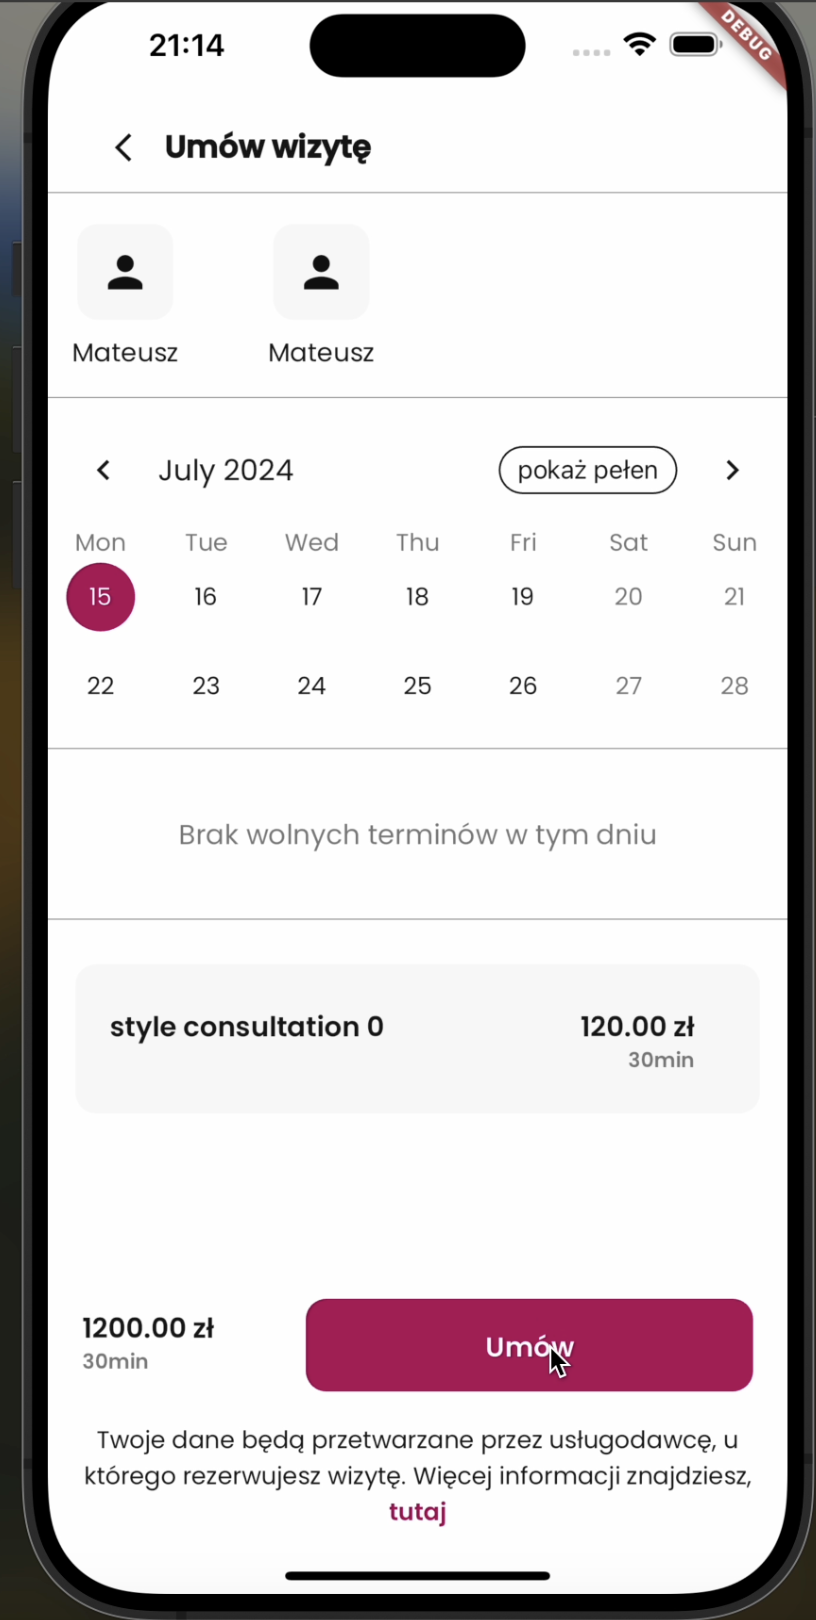 21:14
DEBUG
Umów wizytę
Mateusz Mateusz
July 2024 pokaż pełen
Mon Tue Wed Thu Fri Sat Sun
15 16 17 18 19 20 21
22 23 24 25 26 27 28
Brak wolnych terminów w tym dniu
style consultation 0 120.00 zł
30min
1200.00 zł
30min
Umów
Twoje dane będą przetwarzane przez usługodawcę, u
którego rezerwujesz wizytę. Więcej informacji znajdziesz,
tutaj